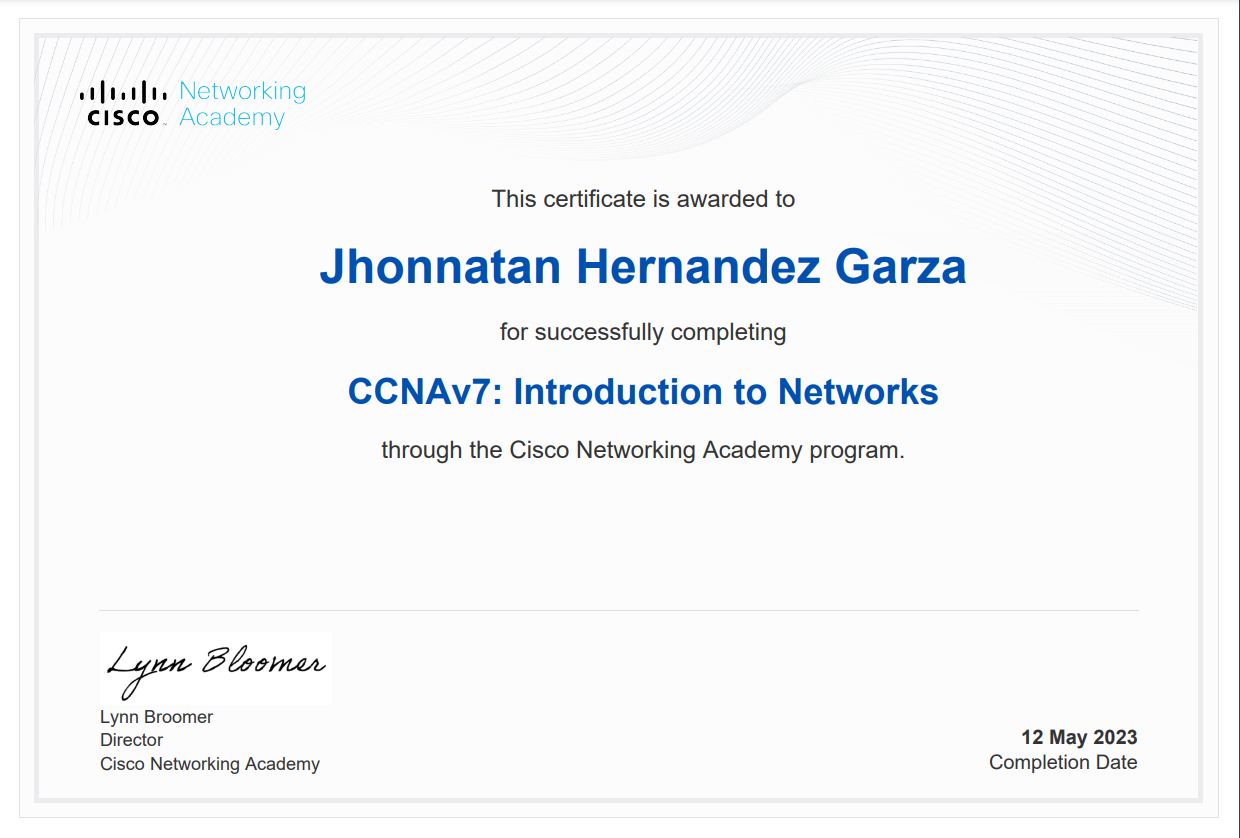 CISCO Networking
Academy
This certificate is awarded to
Jhonnatan Hernandez Garza
for successfully completing
CCNAv7: Introduction to Networks
through the Cisco Networking Academy program.
Lynn Bloomer
Lynn Broomer
Director
Cisco Networking Academy
12 May 2023
Completion Date